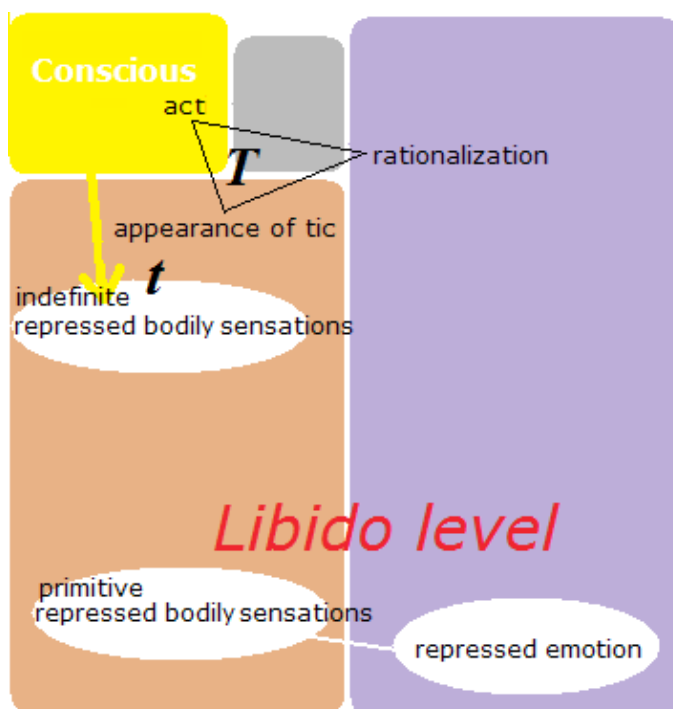 Conscious
act
T
rationalization
appearance of tic
t
indefinite
repressed bodily sensations
Libido level
primitive
repressed bodily sensations
repressed emotion